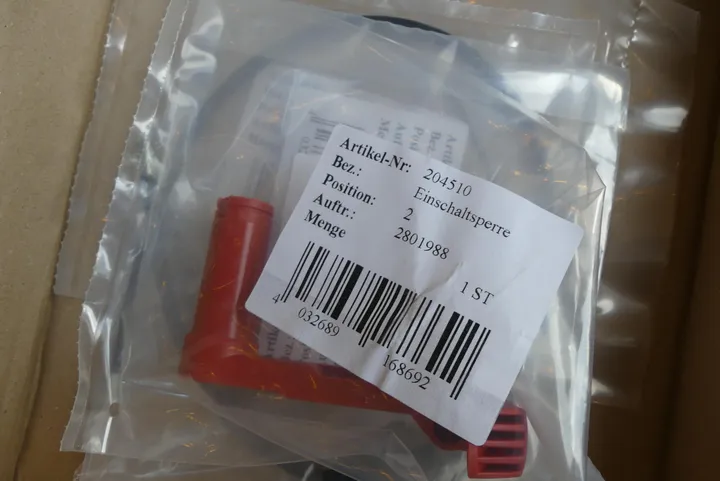 Artikel-Nr: 204510
Bez.: Einschaltsperre
Position: 2
Auftr.: 2801988
Menge 1 ST
4 032689 168692